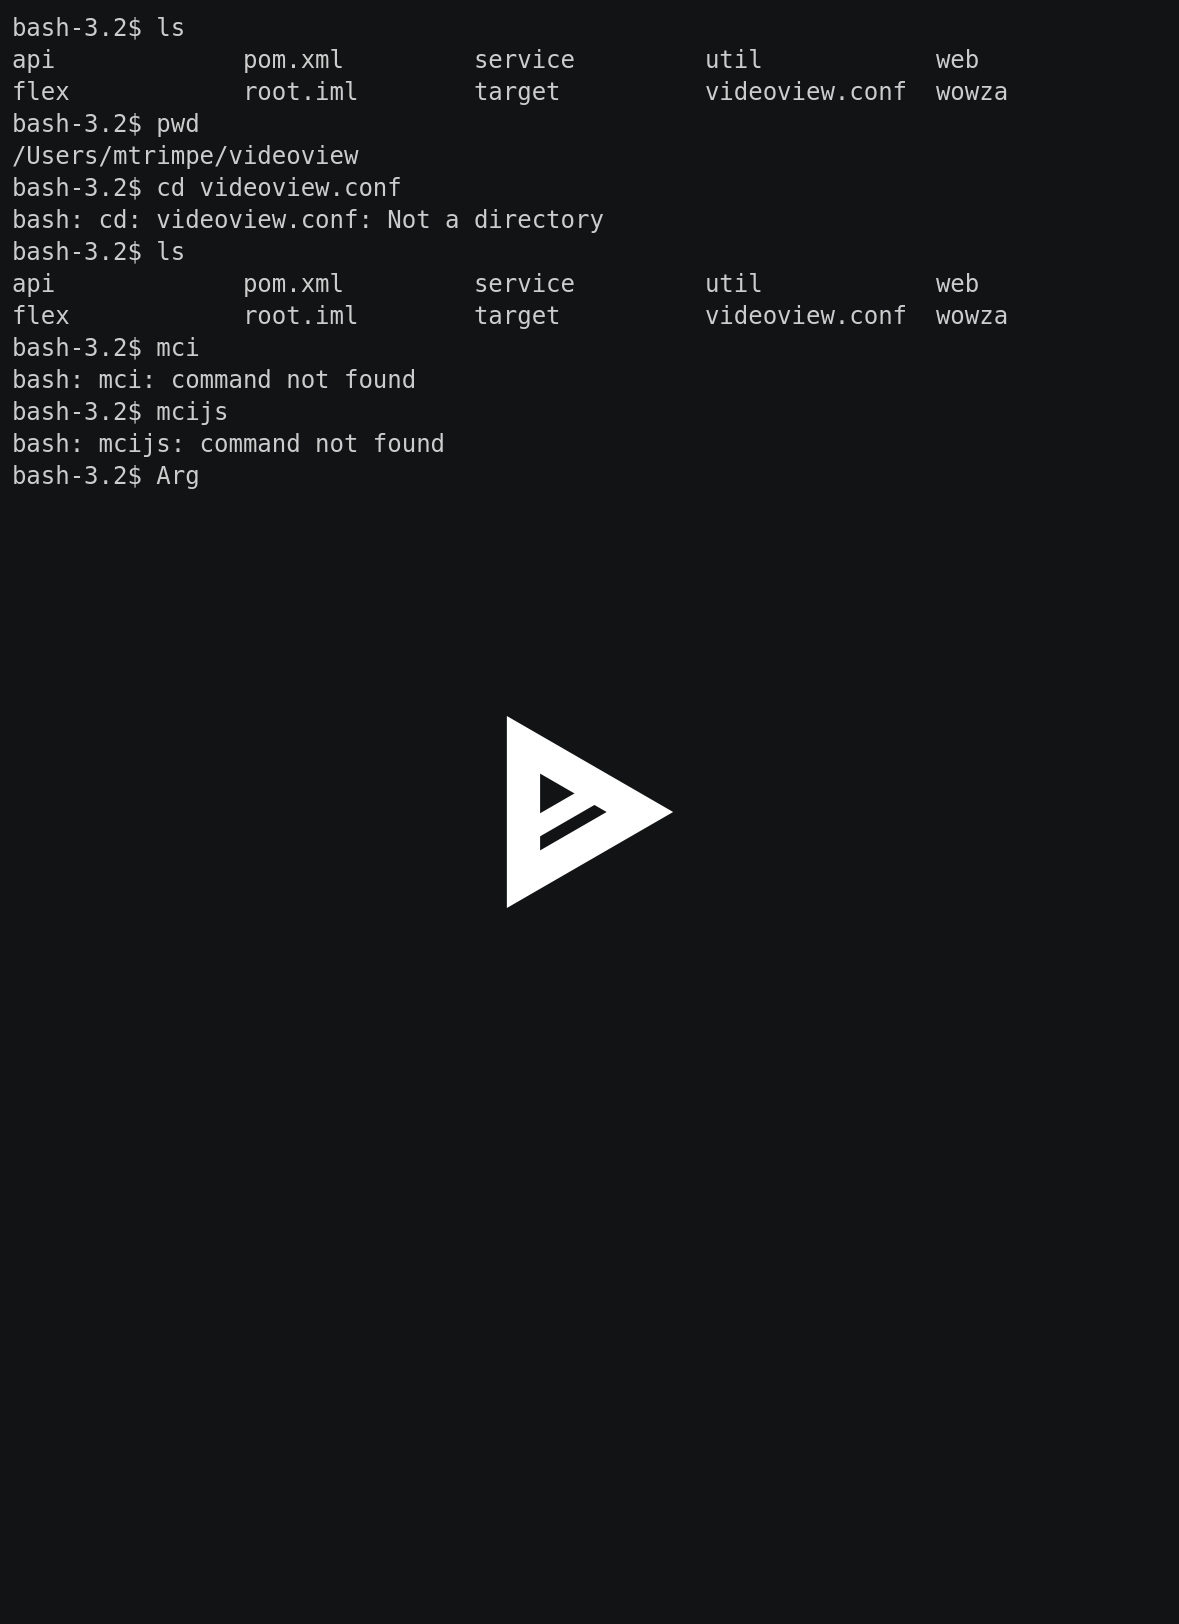 bash-3.2$ ls
api             pom.xml         service         util            web
flex            root.iml        target          videoview.conf  wowza
bash-3.2$ pwd
/Users/mtrimpe/videoview
bash-3.2$ cd videoview.conf
bash: cd: videoview.conf: Not a directory
bash-3.2$ ls
api             pom.xml         service         util            web
flex            root.iml        target          videoview.conf  wowza
bash-3.2$ mci
bash: mci: command not found
bash-3.2$ mcijs
bash: mcijs: command not found
bash-3.2$ Arg